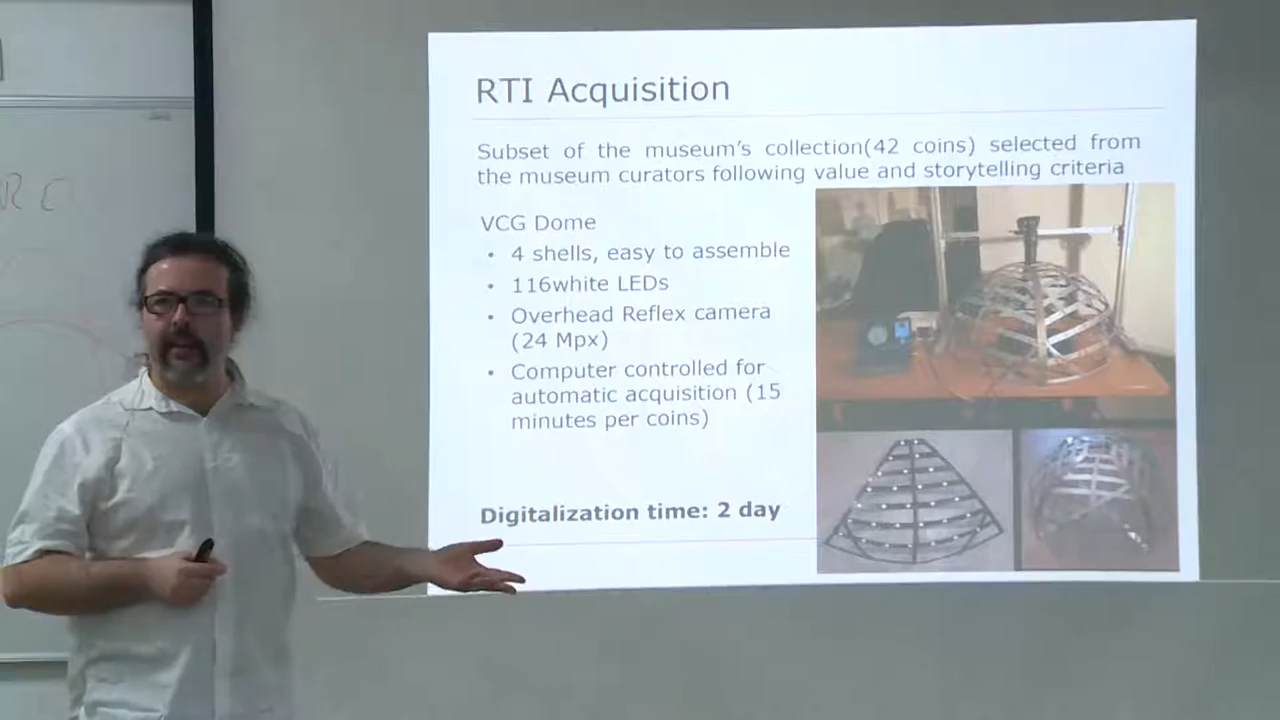 RTI Acquisition
Subset of the museum's collection(42 coins) selected from
the museum curators following value and storytelling criteria
VCG Dome
• 4 shells, easy to assemble
• 116white LEDs
• Overhead Reflex camera
(24 Mpx)
• Computer controlled for
automatic acquisition (15
minutes per coins)
Digitalization time: 2 day